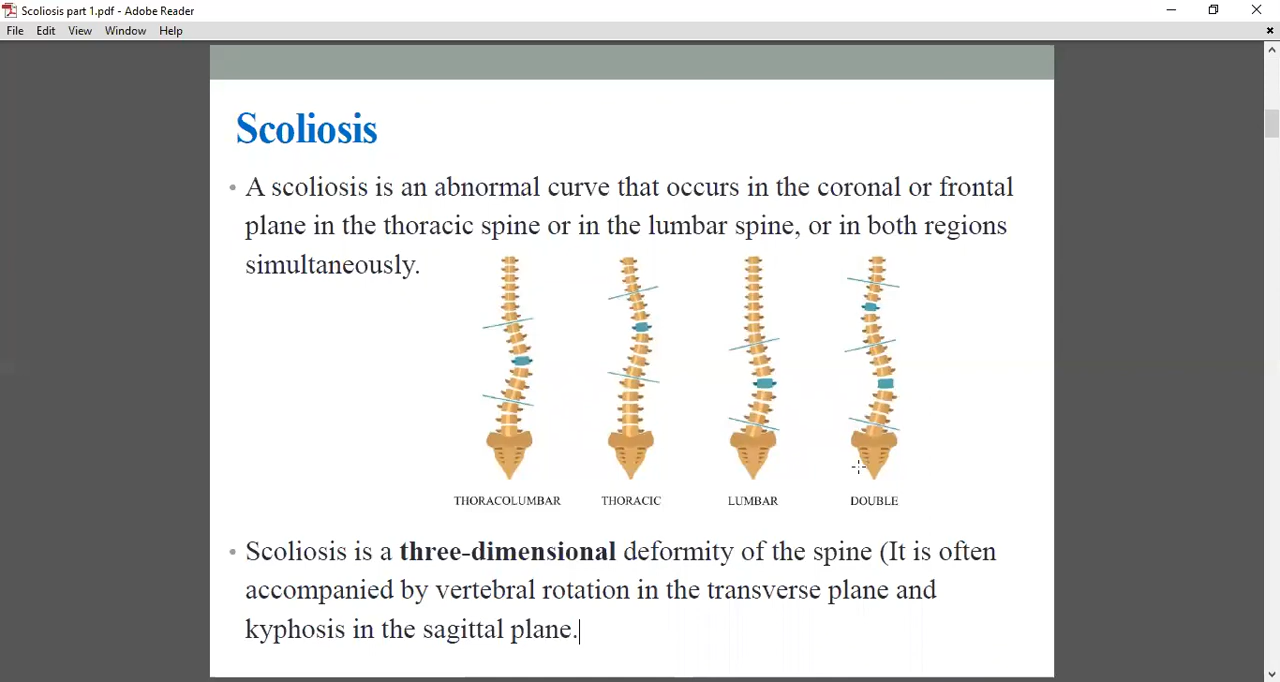 Scoliosis part 1.pdf - Adobe Reader
File Edit View Window Help
Scoliosis
• A scoliosis is an abnormal curve that occurs in the coronal or frontal
plane in the thoracic spine or in the lumbar spine, or in both regions
simultaneously.
THORACOLUMBAR THORACIC LUMBAR DOUBLE
• Scoliosis is a three-dimensional deformity of the spine (It is often
accompanied by vertebral rotation in the transverse plane and
kyphosis in the sagittal plane.